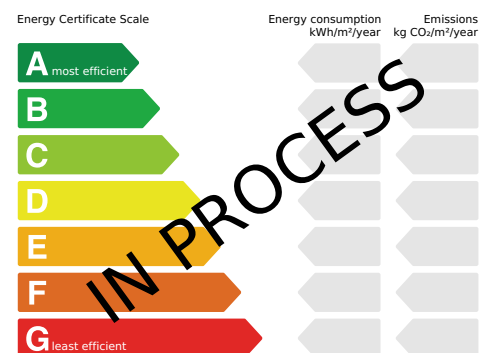 Energy Certificate Scale
Energy consumption
kWh/m²/year
Emissions
kg CO₂/m²/year
A most efficient
B
C
D
E
F
G least efficient
IN PROCESS